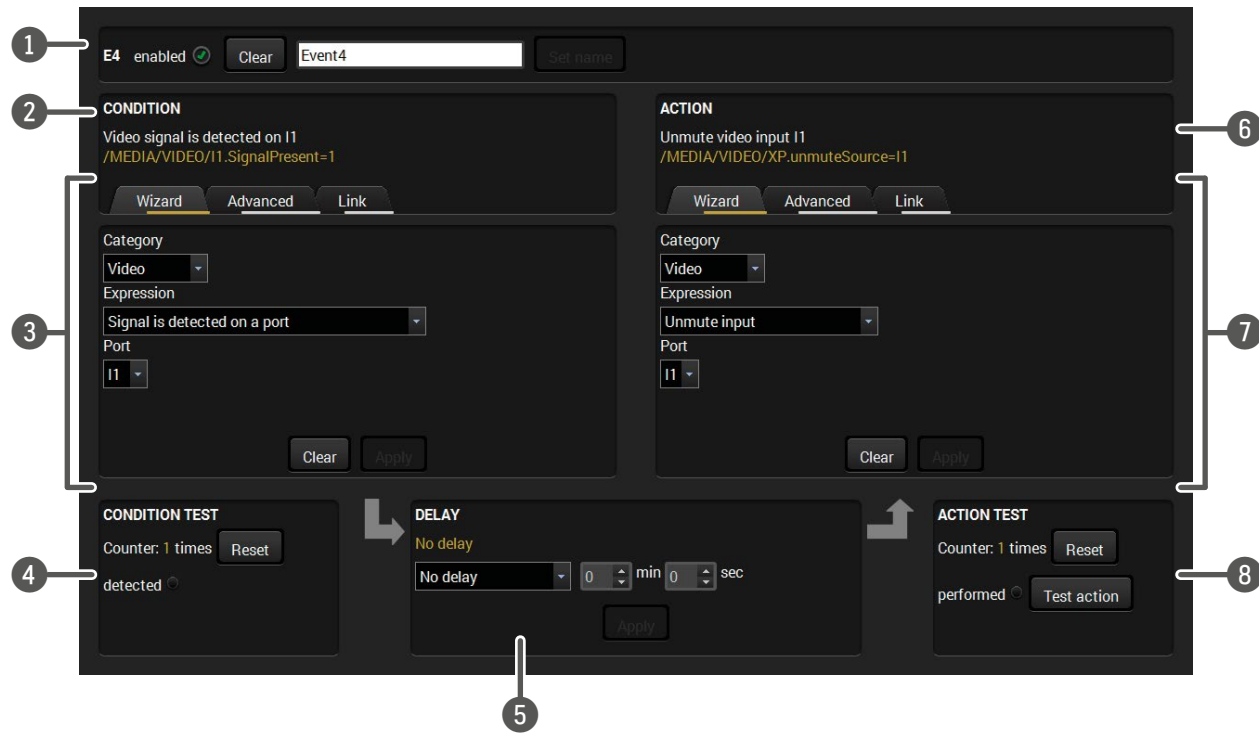 1
E4 enabled Clear Event4 Set name
2
CONDITION
Video signal is detected on I1
/MEDIA/VIDEO/I1.SignalPresent=1
Wizard Advanced Link
3
Category
Video
Expression
Signal is detected on a port
Port
I1
Clear Apply
ACTION
Unmute video input I1
/MEDIA/VIDEO/XP.unmuteSource=I1
6
Wizard Advanced Link
Category
Video
Expression
Unmute input
Port
I1
Clear Apply
7
CONDITION TEST
Counter: 1 times Reset
4
detected
DELAY
No delay
No delay 0 min 0 sec
Apply
5
ACTION TEST
Counter: 1 times Reset
performed Test action
8